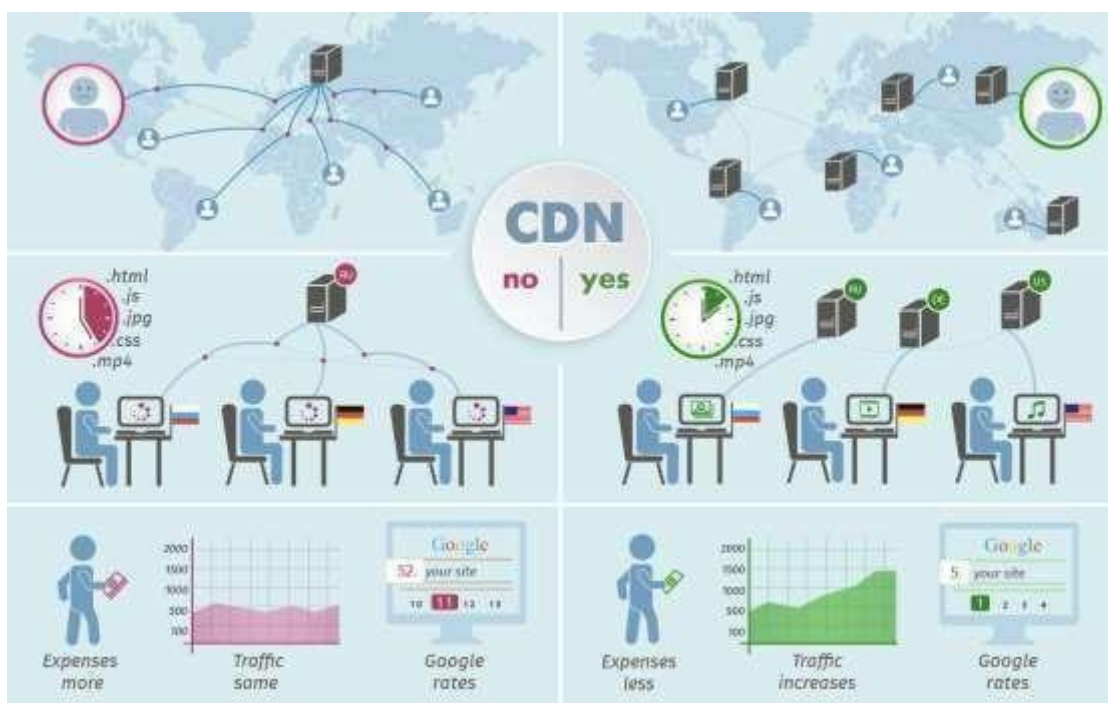 CDN
no yes
.html
.js
.jpg
.css
.mp4
RU
.html
.js
.jpg
.css
.mp4
RU
DE
US
2000
1500
1000
500
100
Google
52. your site
10 11 12 13
Expenses
more
Traffic
same
Google
rates
2000
1500
1000
500
100
Google
5. your site
1 2 3 4
Expenses
less
Traffic
increases
Google
rates